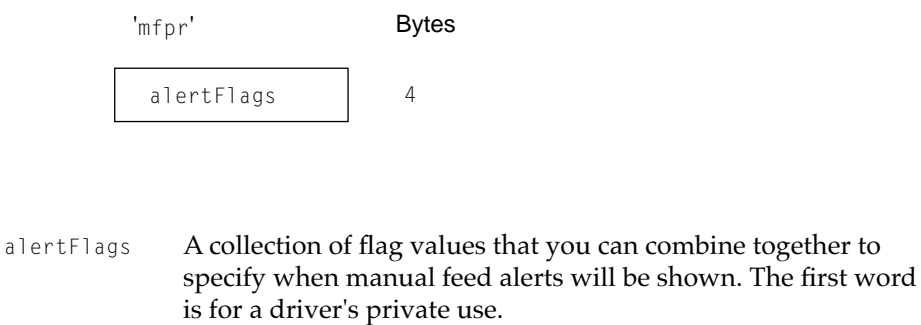 'mfpr' Bytes
alertFlags 4
alertFlags A collection of flag values that you can combine together to
specify when manual feed alerts will be shown. The first word
is for a driver's private use.